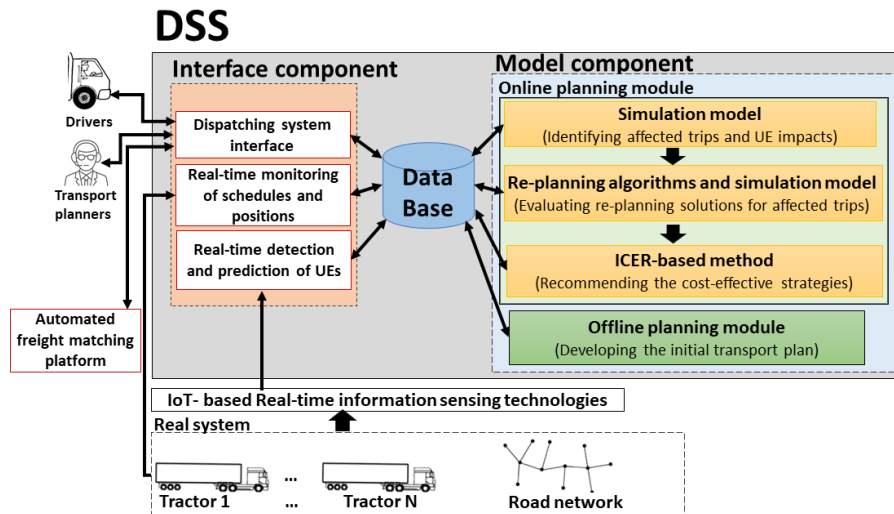 DSS
Interface component
Model component
Online planning module
Drivers
Transport
planners
Dispatching system
interface
Real-time monitoring
of schedules and
positions
Real-time detection
and prediction of UEs
Data
Base
Simulation model
(Identifying affected trips and UE impacts)
Re-planning algorithms and simulation model
(Evaluating re-planning solutions for affected trips)
ICER-based method
(Recommending the cost-effective strategies)
Offline planning module
(Developing the initial transport plan)
Automated
freight matching
platform
IoT- based Real-time information sensing technologies
Real system
...
Tractor 1 ... Tractor N Road network